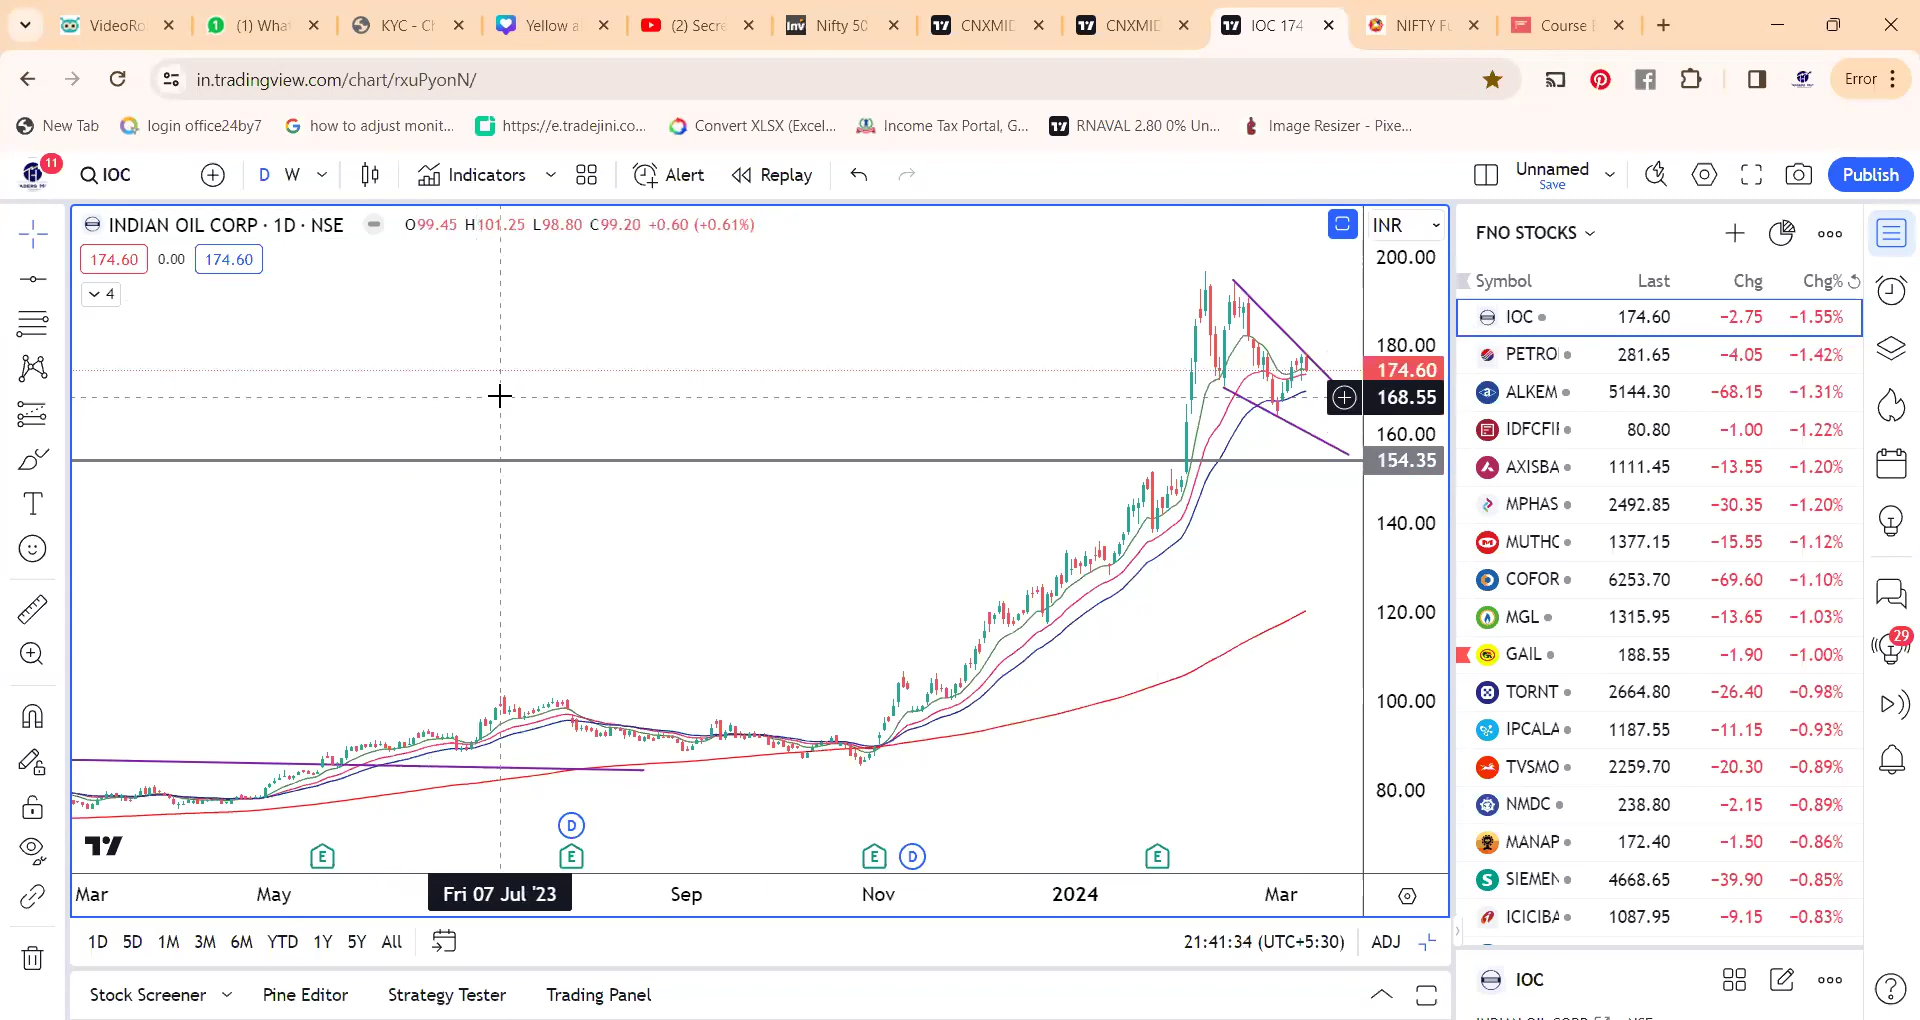 VideoRo
(1) What
KYC - Ch
Yellow a
(2) Secre
Nifty 50
CNXMID
CNXMID
IOC 174
NIFTY Fu
Course
in.tradingview.com/chart/rxuPyonN/
Error
New Tab
login office24by7
how to adjust monit...
https://e.tradejini.co...
Convert XLSX (Excel...
Income Tax Portal, G...
RNAVAL 2.80 0% Un...
Image Resizer - Pixe...
11
IOC
D W
Indicators
Alert
Replay
Unnamed
Save
Publish
INDIAN OIL CORP · 1D · NSE
O99.45 H101.25 L98.80 C99.20 +0.60 (+0.61%)
INR
174.60 0.00 174.60
4
200.00
180.00
174.60
168.55
160.00
154.35
140.00
120.00
100.00
80.00
D
E E E D E
Mar May Fri 07 Jul '23 Sep Nov 2024 Mar
1D 5D 1M 3M 6M YTD 1Y 5Y All
21:41:34 (UTC+5:30) ADJ
Stock Screener Pine Editor Strategy Tester Trading Panel
FNO STOCKS
Symbol Last Chg Chg%
IOC 174.60 −2.75 −1.55%
PETRO 281.65 −4.05 −1.42%
ALKEM 5144.30 −68.15 −1.31%
IDFCFI 80.80 −1.00 −1.22%
AXISBA 1111.45 −13.55 −1.20%
MPHAS 2492.85 −30.35 −1.20%
MUTHO 1377.15 −15.55 −1.12%
COFOR 6253.70 −69.60 −1.10%
MGL 1315.95 −13.65 −1.03%
GAIL 188.55 −1.90 −1.00%
TORNT 2664.80 −26.40 −0.98%
IPCALA 1187.55 −11.15 −0.93%
TVSMO 2259.70 −20.30 −0.89%
NMDC 238.80 −2.15 −0.89%
MANAP 172.40 −1.50 −0.86%
SIEMEN 4668.65 −39.90 −0.85%
ICICIBA 1087.95 −9.15 −0.83%
29
IOC